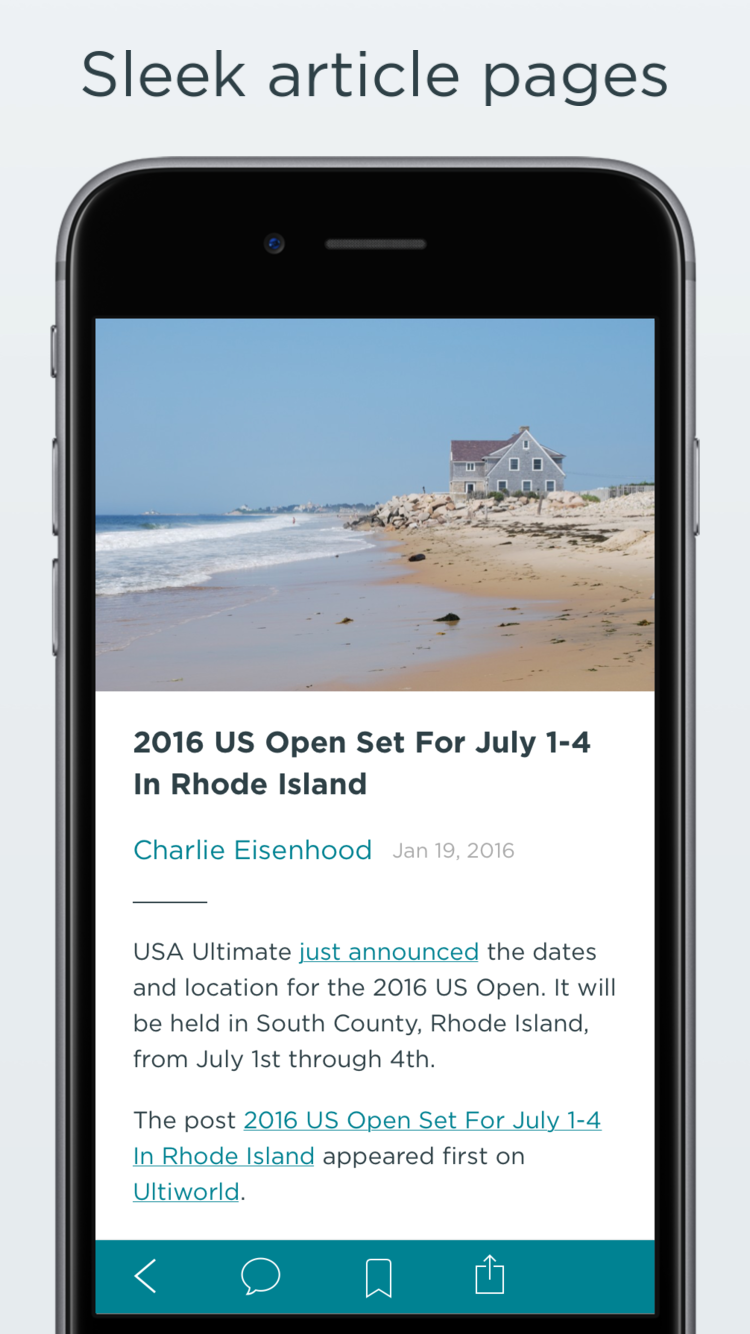 Sleek article pages
2016 US Open Set For July 1-4
In Rhode Island
Charlie Eisenhood Jan 19, 2016
USA Ultimate just announced the dates
and location for the 2016 US Open. It will
be held in South County, Rhode Island,
from July 1st through 4th.
The post 2016 US Open Set For July 1-4
In Rhode Island appeared first on
Ultiworld.